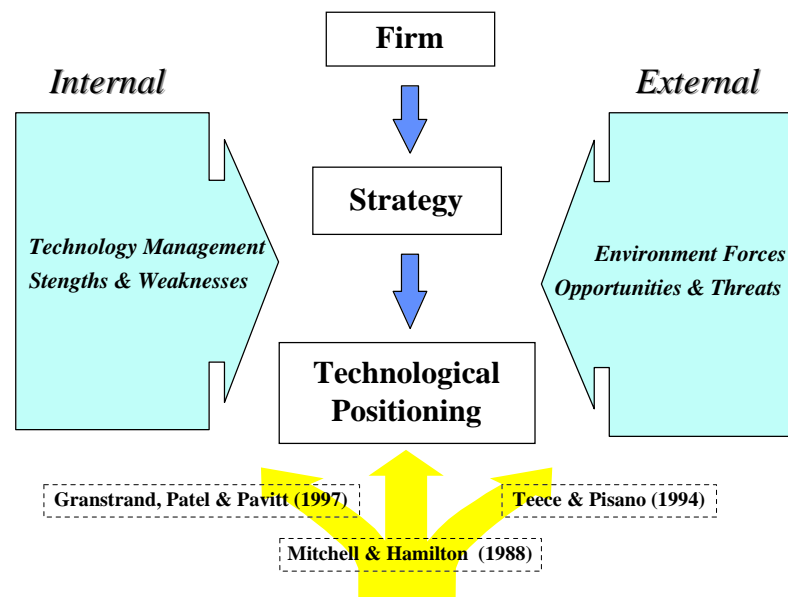 Firm
Internal
External
Strategy
Technology Management
Stengths & Weaknesses
Environment Forces
Opportunities & Threats
Technological
Positioning
Granstrand, Patel & Pavitt (1997)
Teece & Pisano (1994)
Mitchell & Hamilton (1988)